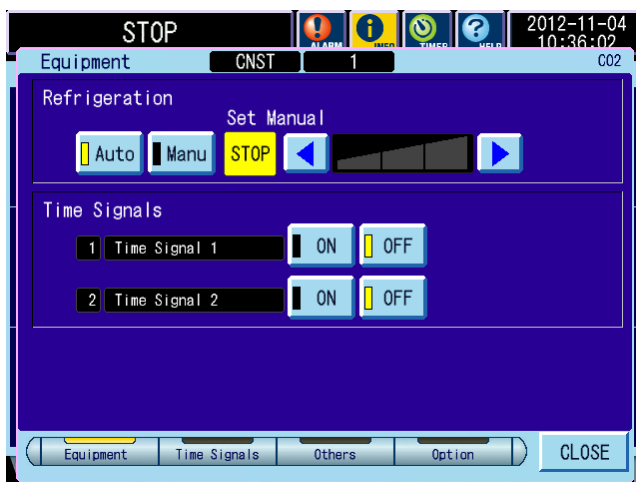 STOP
ALARM INFO TIMER HELP
2012-11-04
10:36:02
Equipment CNST 1 C02
Refrigeration
Set Manual
Auto Manu STOP
Time Signals
1 Time Signal 1 ON OFF
2 Time Signal 2 ON OFF
Equipment Time Signals Others Option CLOSE